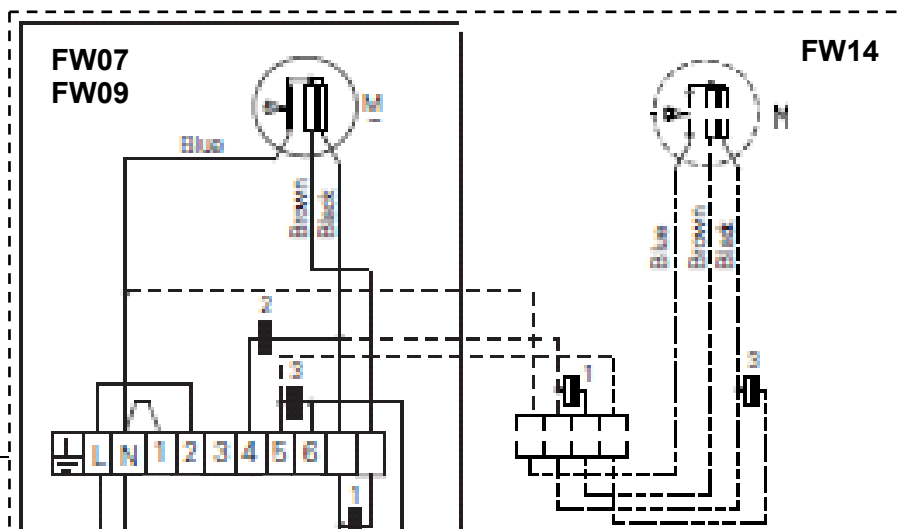 FW07
FW09
M
Blue
Brown
Black
2
3
L N 1 2 3 4 5 6
1
FW14
M
Blue
Brown
Black
1
3